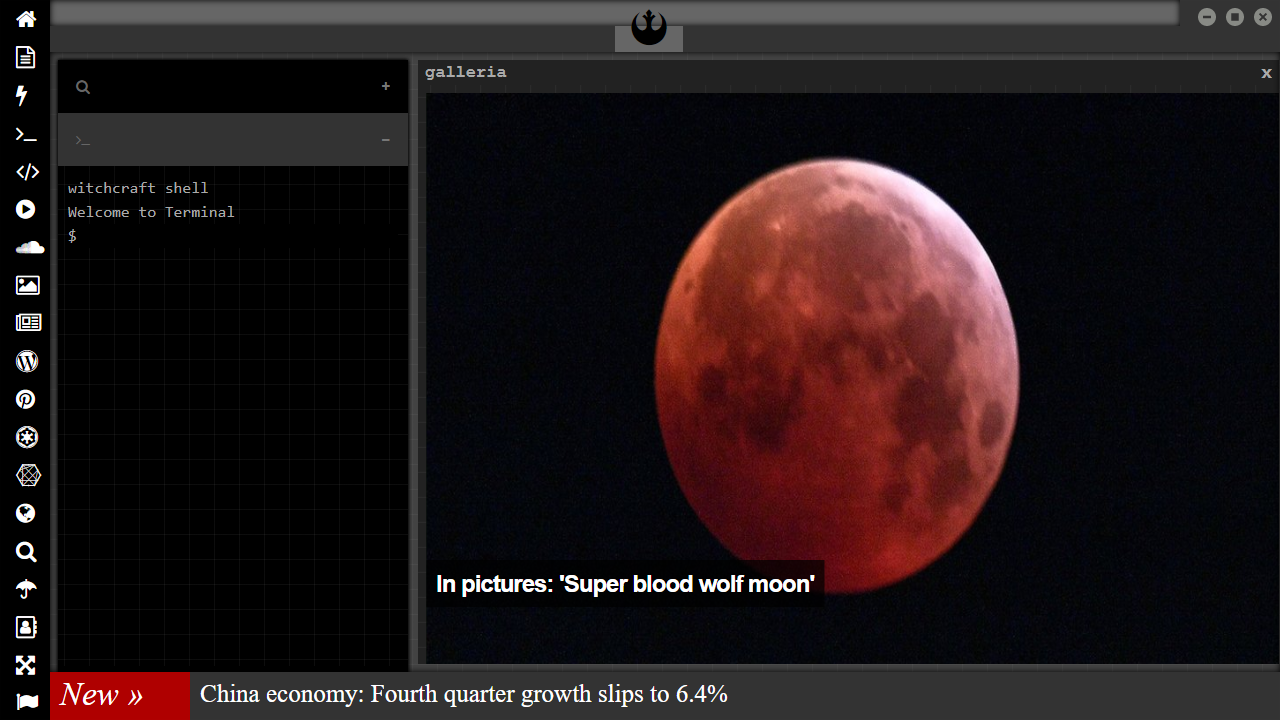 galleria
x
+
>_
−
witchcraft shell
Welcome to Terminal
$
In pictures: 'Super blood wolf moon'
New »
China economy: Fourth quarter growth slips to 6.4%